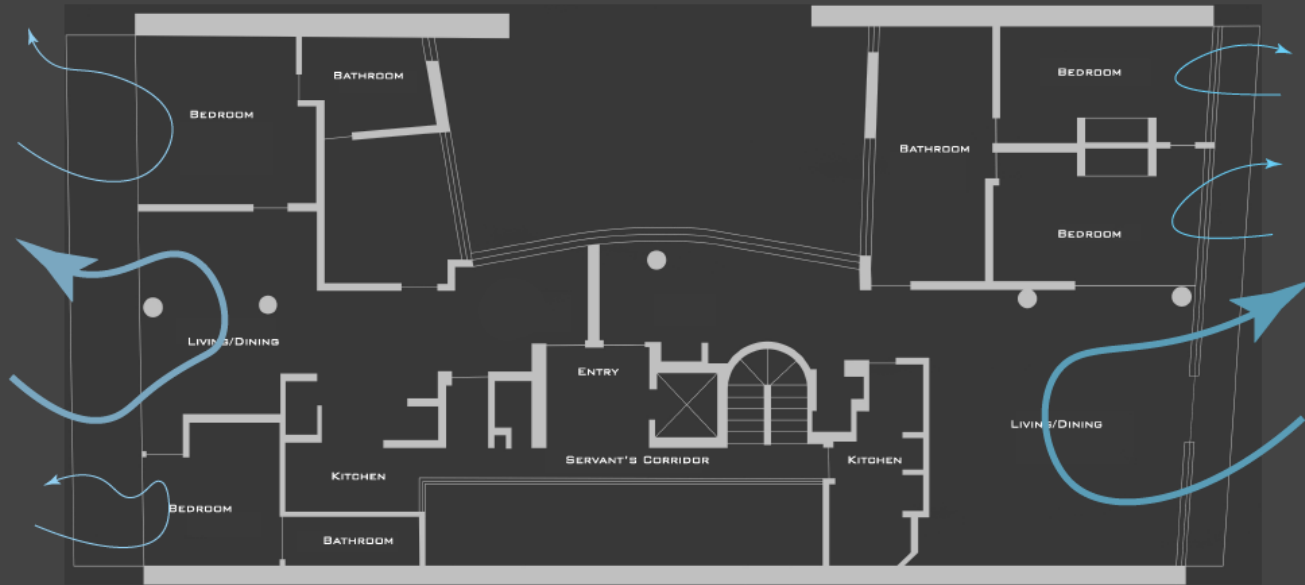 BATHROOM
BEDROOM
BEDROOM
BATHROOM
BEDROOM
LIVING/DINING
ENTRY
LIVING/DINING
SERVANT'S CORRIDOR
KITCHEN
KITCHEN
BEDROOM
BATHROOM